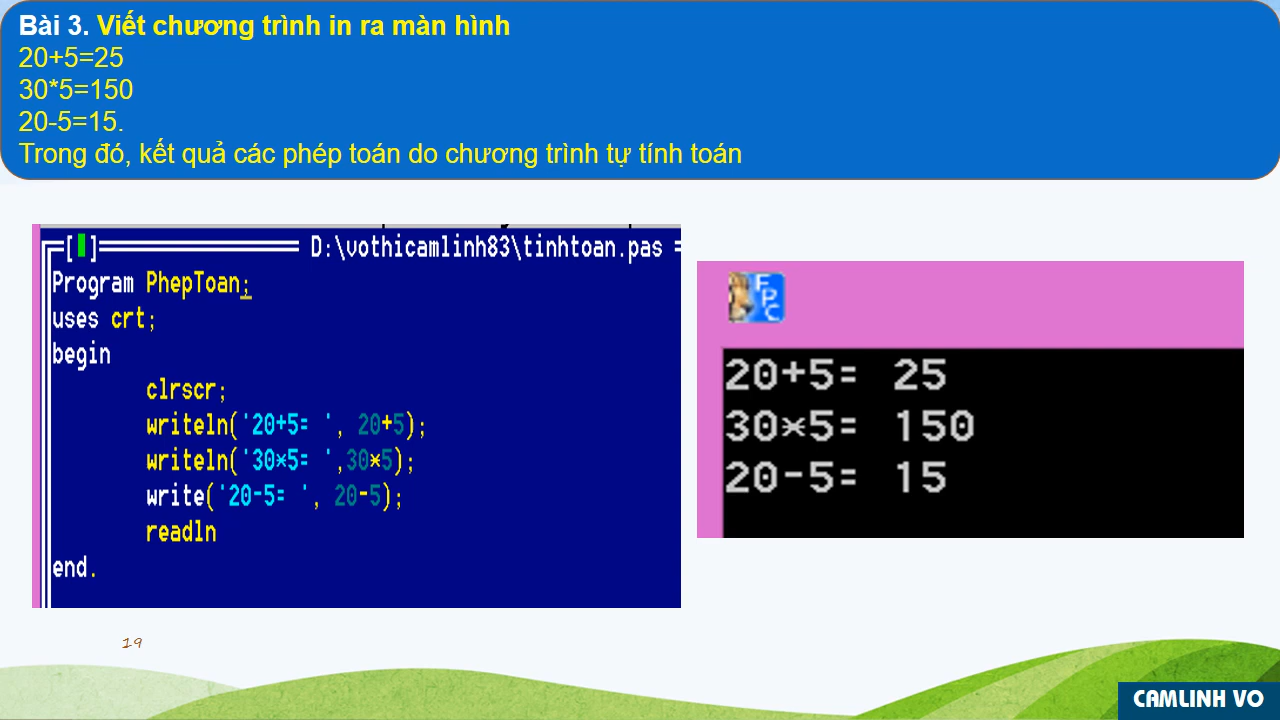 Bài 3. Viết chương trình in ra màn hình
20+5=25
30*5=150
20-5=15.
Trong đó, kết quả các phép toán do chương trình tự tính toán
[ ] D:\vothicamlinh83\tinhtoan.pas =
Program PhepToan;
uses crt;
begin
clrscr;
writeln('20+5= ', 20+5);
writeln('30*5= ',30*5);
write('20-5= ', 20-5);
readln
end.
FPC
20+5= 25
30*5= 150
20-5= 15
19
CAMLINH VO